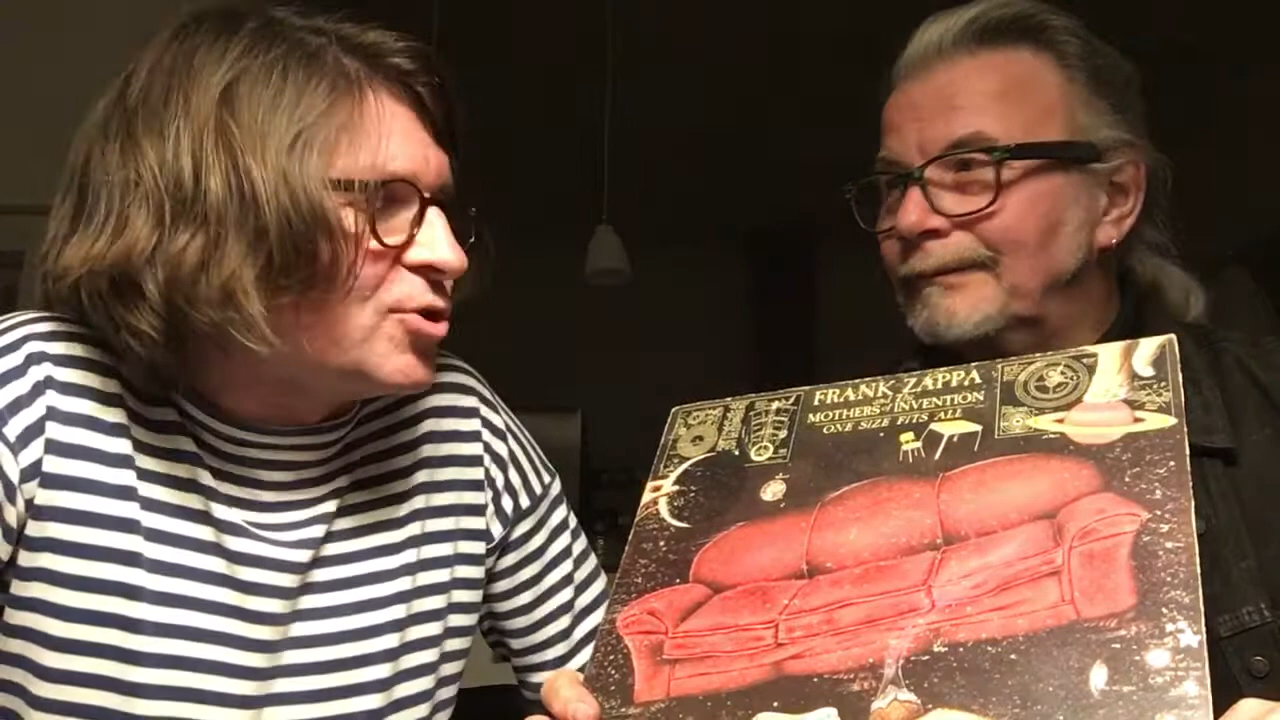 FRANK ZAPPA
and The
MOTHERS of INVENTION
ONE SIZE FITS ALL